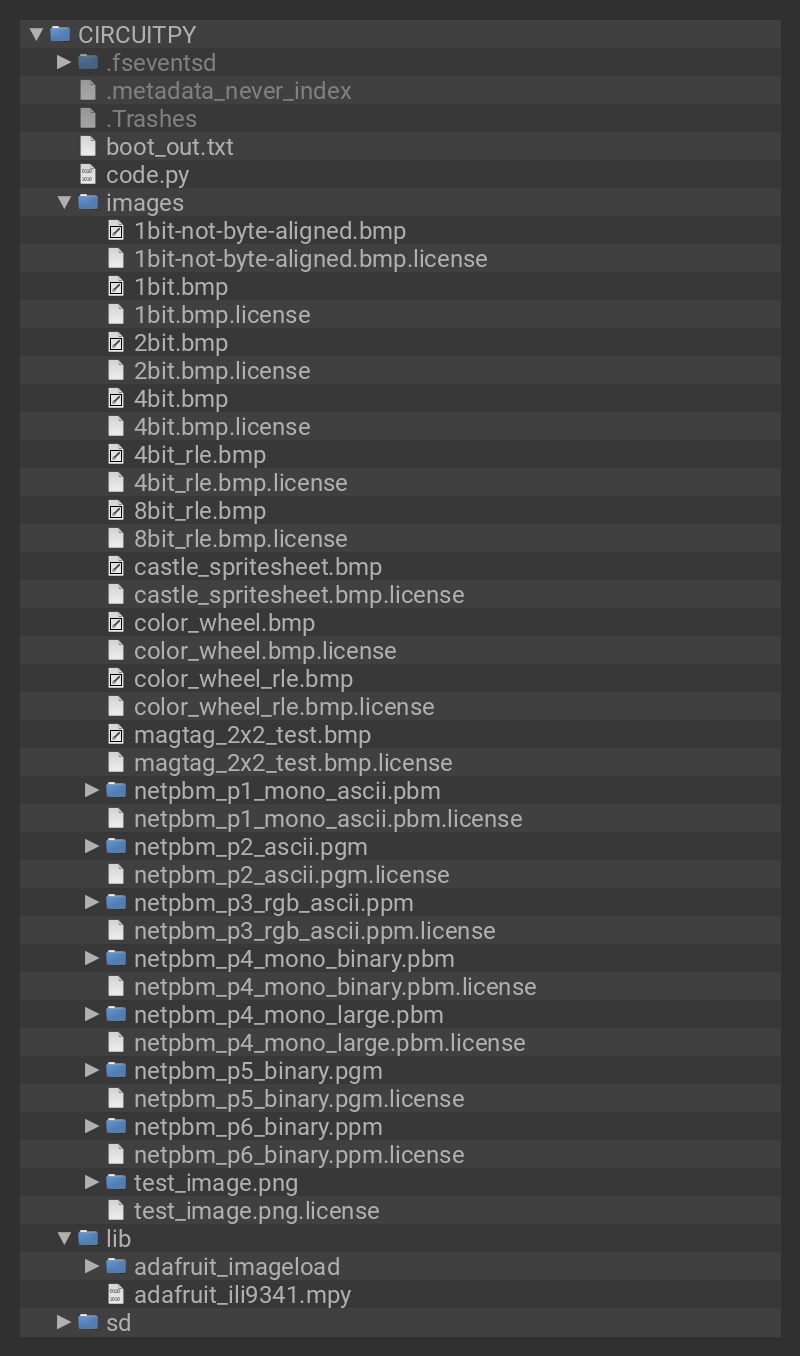 CIRCUITPY
.fseventsd
.metadata_never_index
.Trashes
boot_out.txt
code.py
images
1bit-not-byte-aligned.bmp
1bit-not-byte-aligned.bmp.license
1bit.bmp
1bit.bmp.license
2bit.bmp
2bit.bmp.license
4bit.bmp
4bit.bmp.license
4bit_rle.bmp
4bit_rle.bmp.license
8bit_rle.bmp
8bit_rle.bmp.license
castle_spritesheet.bmp
castle_spritesheet.bmp.license
color_wheel.bmp
color_wheel.bmp.license
color_wheel_rle.bmp
color_wheel_rle.bmp.license
magtag_2x2_test.bmp
magtag_2x2_test.bmp.license
netpbm_p1_mono_ascii.pbm
netpbm_p1_mono_ascii.pbm.license
netpbm_p2_ascii.pgm
netpbm_p2_ascii.pgm.license
netpbm_p3_rgb_ascii.ppm
netpbm_p3_rgb_ascii.ppm.license
netpbm_p4_mono_binary.pbm
netpbm_p4_mono_binary.pbm.license
netpbm_p4_mono_large.pbm
netpbm_p4_mono_large.pbm.license
netpbm_p5_binary.pgm
netpbm_p5_binary.pgm.license
netpbm_p6_binary.ppm
netpbm_p6_binary.ppm.license
test_image.png
test_image.png.license
lib
adafruit_imageload
adafruit_ili9341.mpy
sd